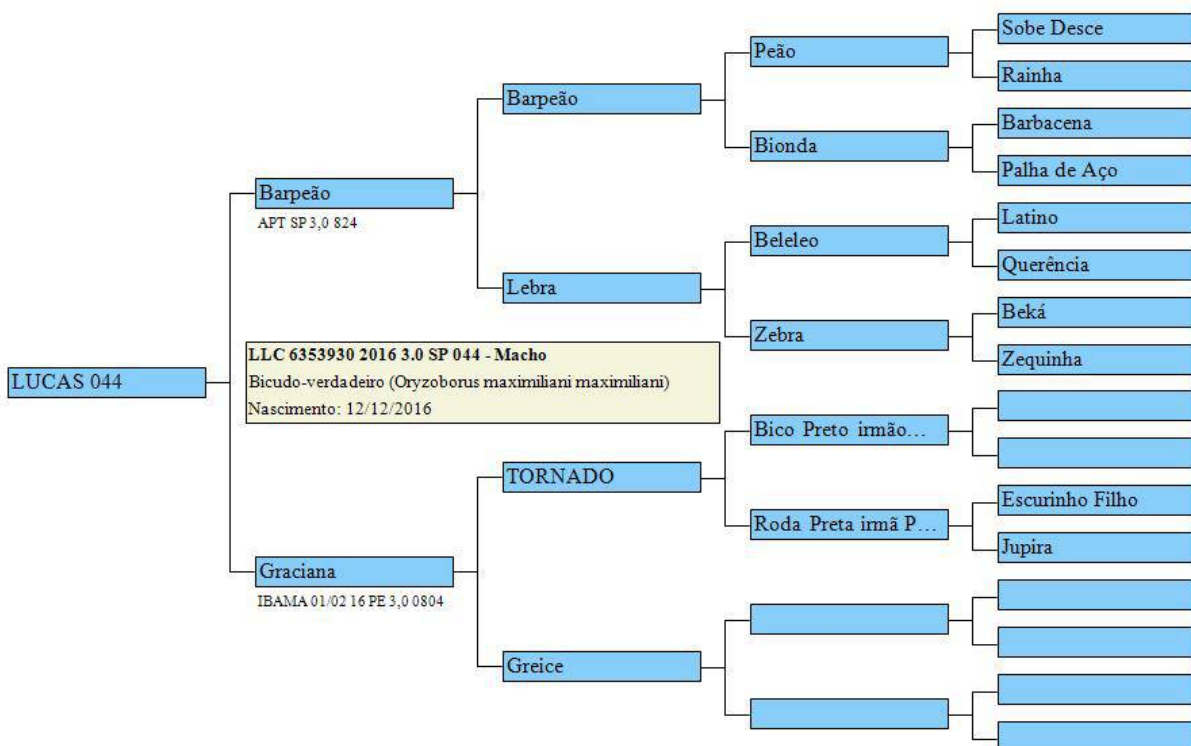 Sobe Desce
Peão
Rainha
Barpeão
Barbacena
Bionda
Palha de Aço
Barpeão
APT SP 3,0 824
Latino
Beleleo
Querência
Lebra
Beká
Zebra
Zequinha
LLC 6353930 2016 3.0 SP 044 - Macho
Bicudo-verdadeiro (Oryzoborus maximiliani maximiliani)
Nascimento: 12/12/2016
LUCAS 044
Bico Preto irmão...
TORNADO
Escurinho Filho
Roda Preta irmã P...
Jupira
Graciana
IBAMA 01/02 16 PE 3,0 0804
Greice